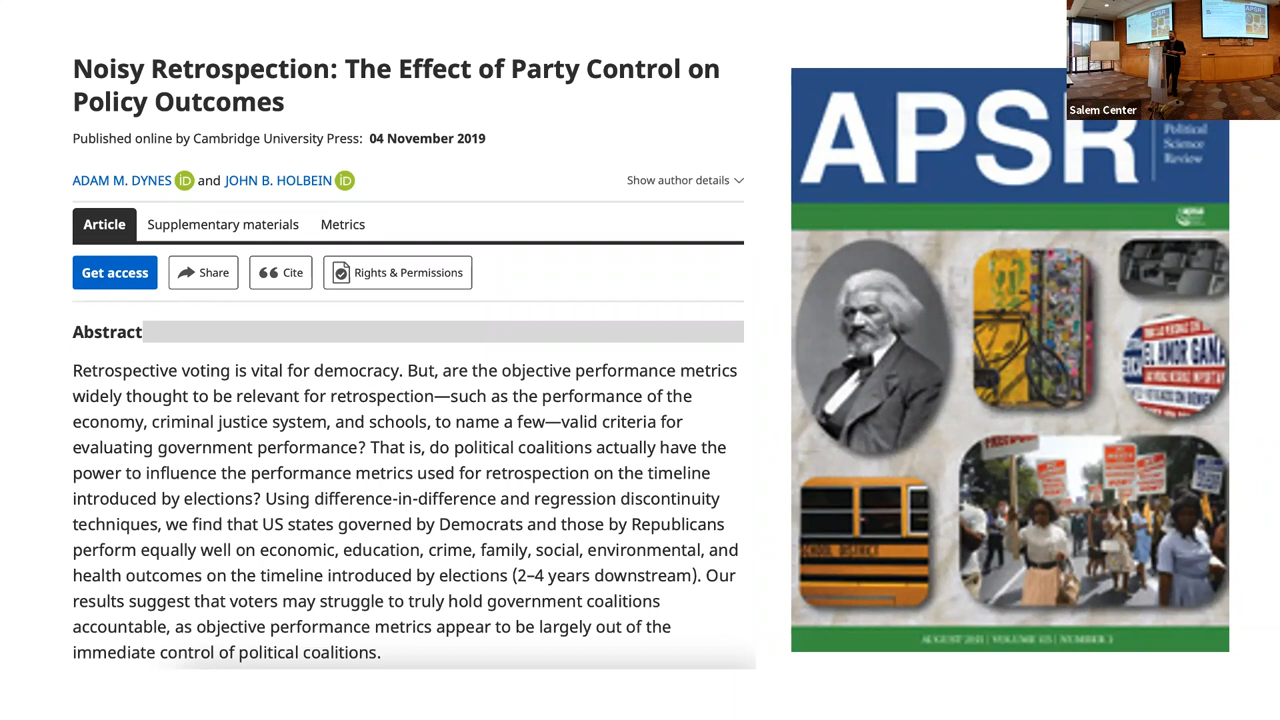 Noisy Retrospection: The Effect of Party Control on
Policy Outcomes
Published online by Cambridge University Press: 04 November 2019
ADAM M. DYNES iD and JOHN B. HOLBEIN iD
Show author details
Article Supplementary materials Metrics
Get access Share Cite Rights & Permissions
Abstract
Retrospective voting is vital for democracy. But, are the objective performance metrics
widely thought to be relevant for retrospection—such as the performance of the
economy, criminal justice system, and schools, to name a few—valid criteria for
evaluating government performance? That is, do political coalitions actually have the
power to influence the performance metrics used for retrospection on the timeline
introduced by elections? Using difference-in-difference and regression discontinuity
techniques, we find that US states governed by Democrats and those by Republicans
perform equally well on economic, education, crime, family, social, environmental, and
health outcomes on the timeline introduced by elections (2–4 years downstream). Our
results suggest that voters may struggle to truly hold government coalitions
accountable, as objective performance metrics appear to be largely out of the
immediate control of political coalitions.
Salem Center
APSR
Political
Science
Review
EL AMOR GANA
SCHOOL DISTRICT
AUGUST 2021 | VOLUME 115 | NUMBER 3